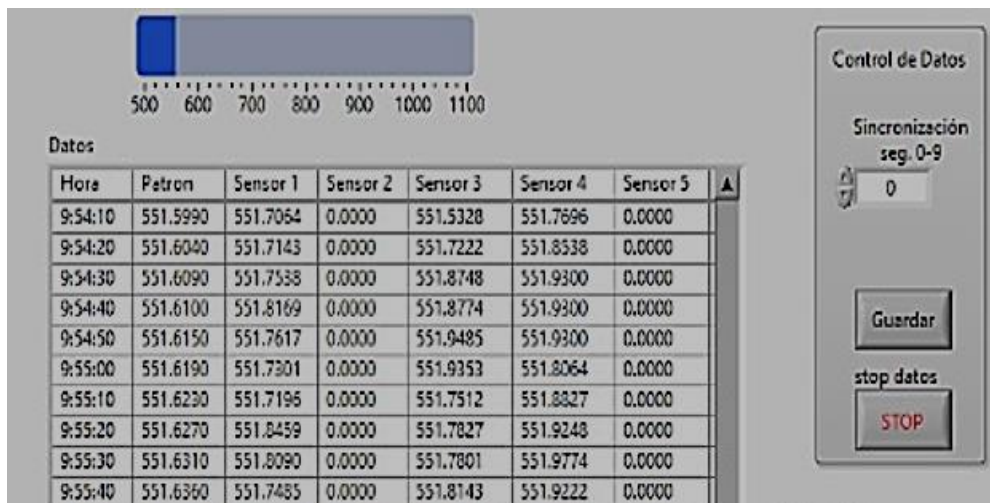 500 600 700 800 900 1000 1100
Control de Datos
Sincronización
seg. 0-9
0
Datos
Hora Patron Sensor 1 Sensor 2 Sensor 3 Sensor 4 Sensor 5
9:54:10 551.5990 551.7064 0.0000 551.5328 551.7696 0.0000
9:54:20 551.6040 551.7143 0.0000 551.7222 551.8538 0.0000
9:54:30 551.6090 551.7538 0.0000 551.8748 551.9300 0.0000
9:54:40 551.6100 551.8169 0.0000 551.8774 551.9300 0.0000
9:54:50 551.6150 551.7617 0.0000 551.9485 551.9300 0.0000
9:55:00 551.6190 551.7301 0.0000 551.9353 551.8064 0.0000
9:55:10 551.6230 551.7196 0.0000 551.7512 551.8827 0.0000
9:55:20 551.6270 551.8459 0.0000 551.7827 551.9248 0.0000
9:55:30 551.6310 551.8090 0.0000 551.7801 551.9774 0.0000
9:55:40 551.6360 551.7485 0.0000 551.8143 551.9222 0.0000
Guardar
stop datos
STOP